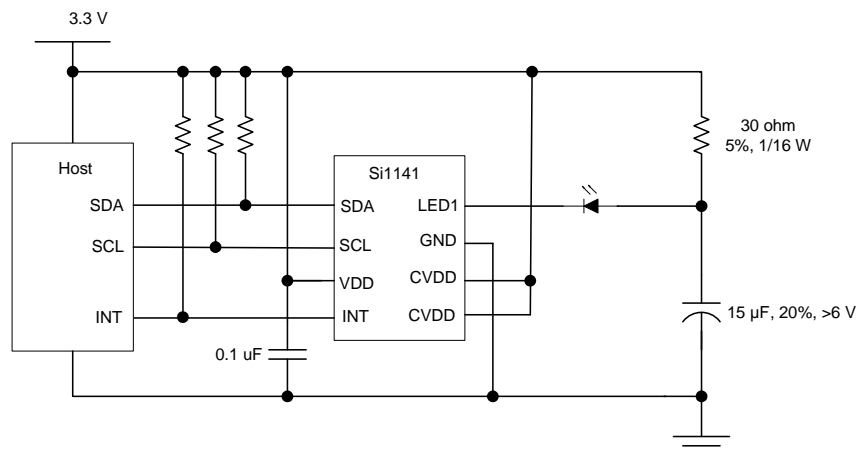 3.3 V
Host
SDA
SCL
INT
Si1141
SDA
SCL
VDD
INT
LED1
GND
CVDD
CVDD
0.1 uF
30 ohm
5%, 1/16 W
15 µF, 20%, >6 V